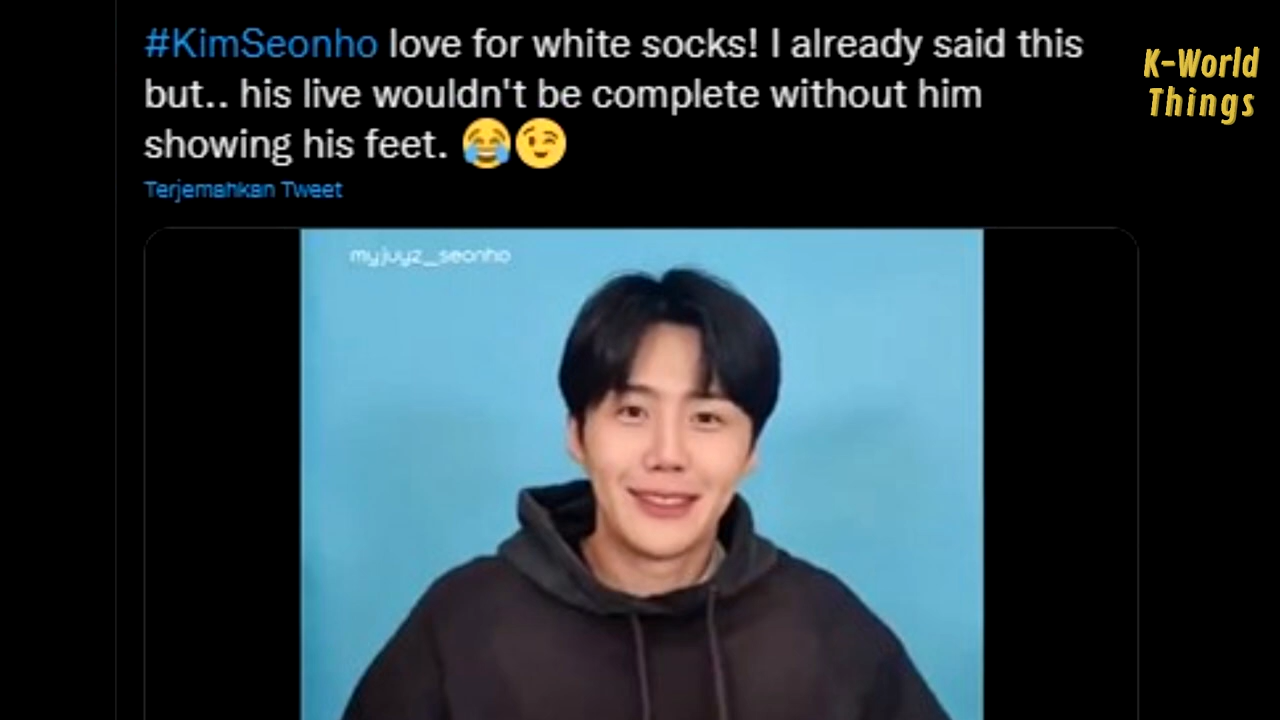 #KimSeonho love for white socks! I already said this
but.. his live wouldn't be complete without him
showing his feet. 😂😉
Terjemahkan Tweet
K-World
Things
myjuyz_seonho